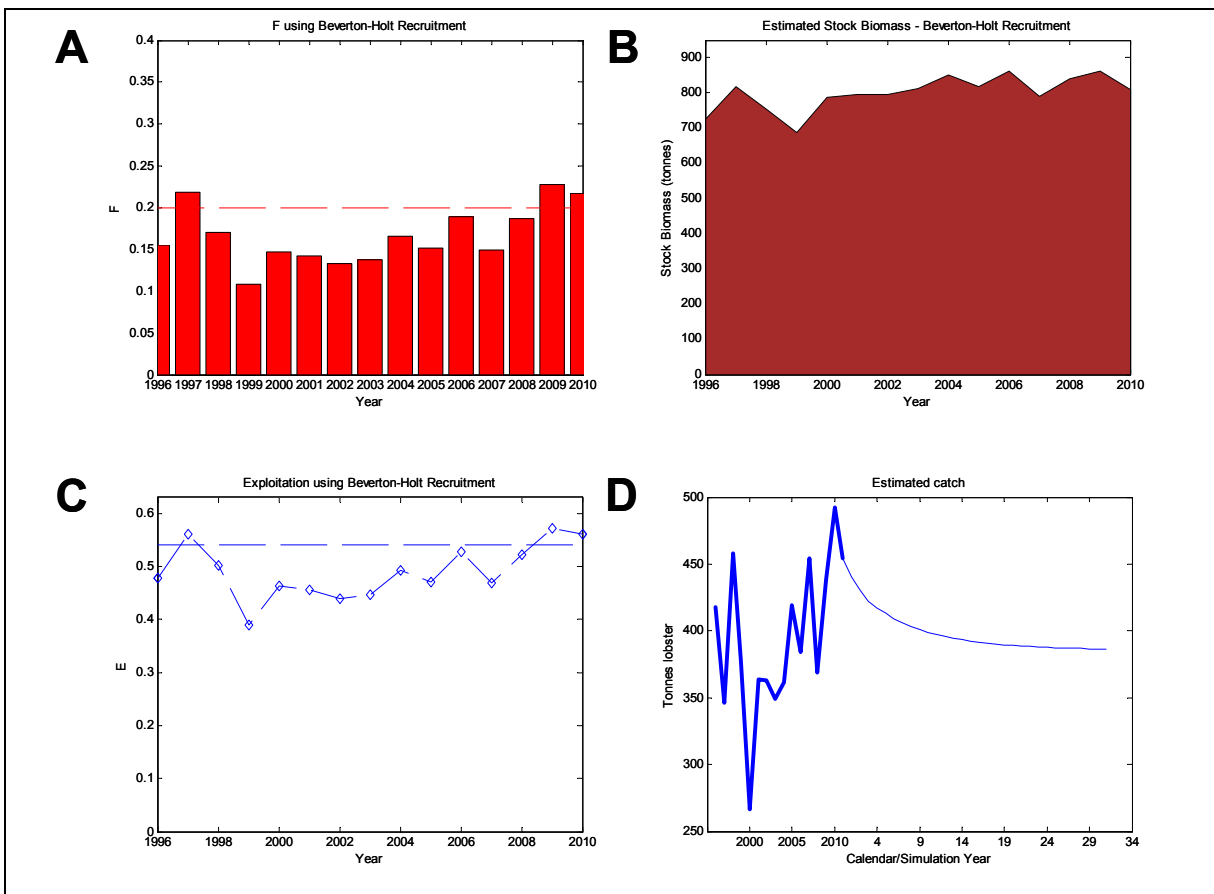 A
F using Beverton-Holt Recruitment
0.4
0.35
0.3
0.25
0.2
0.15
0.1
0.05
0
F
1996 1997 1998 1999 2000 2001 2002 2003 2004 2005 2006 2007 2008 2009 2010
Year
B
Estimated Stock Biomass - Beverton-Holt Recruitment
900
800
700
600
500
400
300
200
100
0
Stock Biomass (tonnes)
1996 1998 2000 2002 2004 2006 2008 2010
Year
C
Exploitation using Beverton-Holt Recruitment
0.6
0.5
0.4
0.3
0.2
0.1
0
E
1996 1998 2000 2002 2004 2006 2008 2010
Year
D
Estimated catch
500
450
400
350
300
250
Tonnes lobster
2000 2005 2010 4 9 14 19 24 29 34
Calendar/Simulation Year